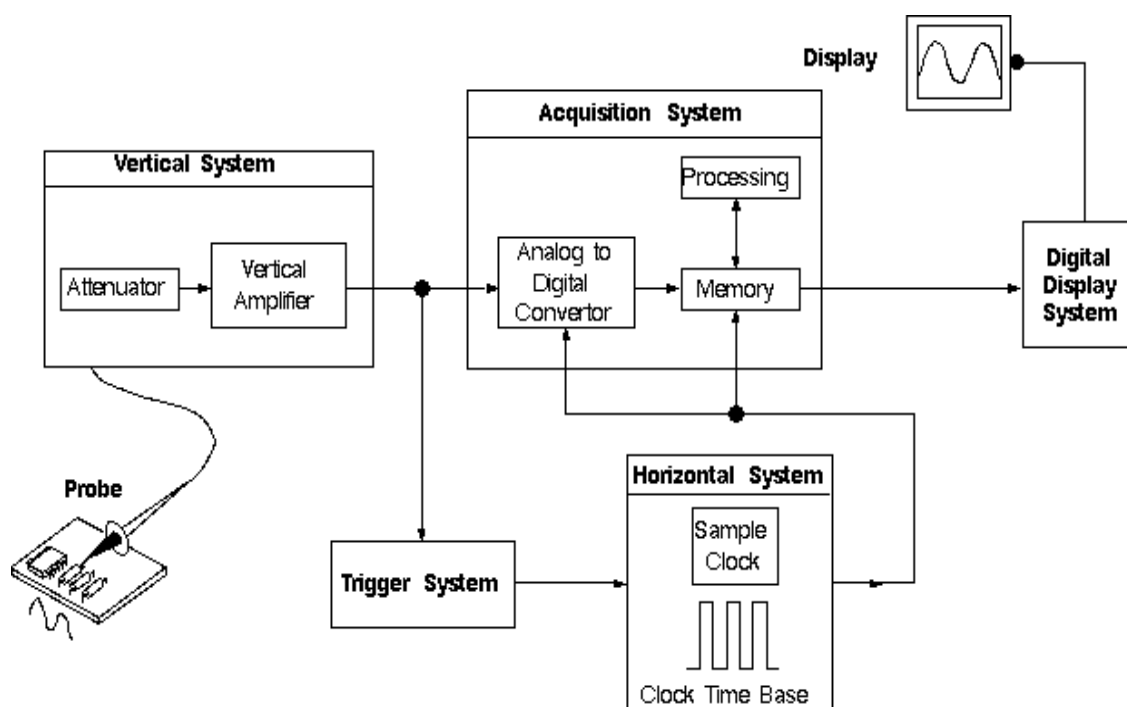 Display
Acquisition System
Vertical System
Processing
Attenuator
Vertical
Amplifier
Analog to
Digital
Convertor
Memory
Digital
Display
System
Probe
Horizontal System
Sample
Clock
Trigger System
Clock Time Base